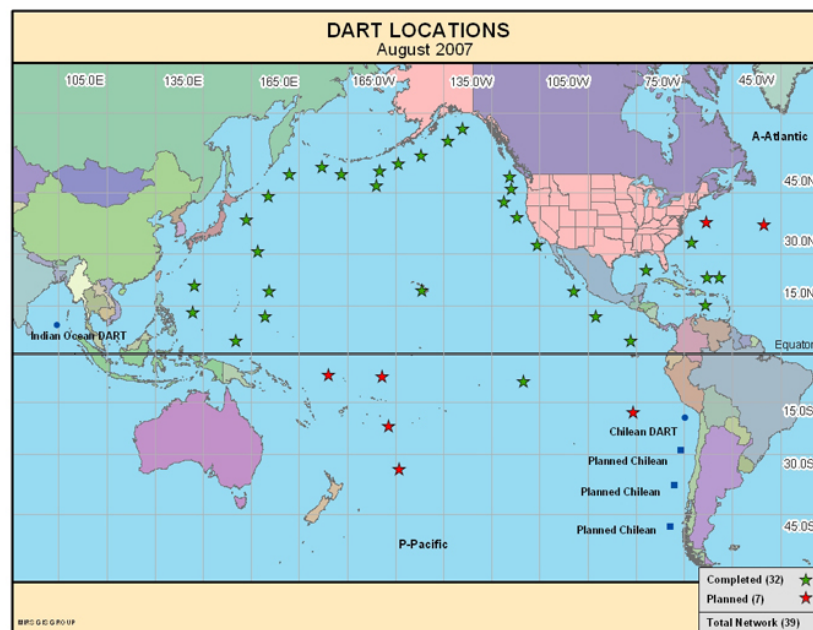 DART LOCATIONS
August 2007
105.0E 135.0E 165.0E 165.0W 135.0W 105.0W 75.0W 45.0W
A-Atlantic
45.0N
30.0N
15.0N
Indian Ocean DART
Equator
15.0S
Chilean DART
Planned Chilean
30.0S
Planned Chilean
45.0S
Planned Chilean
P-Pacific
Completed (32)
Planned (7)
Total Network (39)